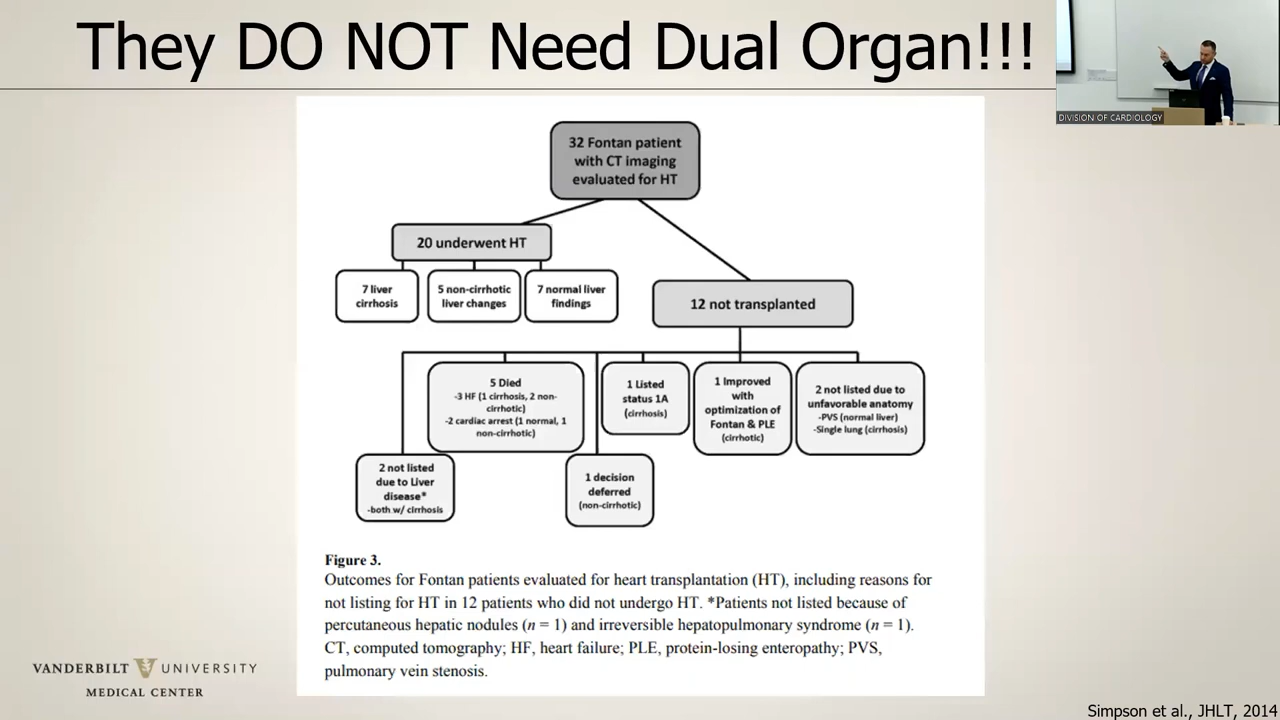 They DO NOT Need Dual Organ!!!
DIVISION OF CARDIOLOGY
32 Fontan patient
with CT imaging
evaluated for HT
20 underwent HT
7 liver
cirrhosis
5 non-cirrhotic
liver changes
7 normal liver
findings
12 not transplanted
5 Died
-3 HF (1 cirrhosis, 2 non-
cirrhotic)
-2 cardiac arrest (1 normal, 1
non-cirrhotic)
1 Listed
status 1A
(cirrhosis)
1 Improved
with
optimization of
Fontan & PLE
(cirrhotic)
2 not listed due to
unfavorable anatomy
-PVS (normal liver)
-Single lung (cirrhosis)
2 not listed
due to Liver
disease*
-both w/ cirrhosis
1 decision
deferred
(non-cirrhotic)
Figure 3.
Outcomes for Fontan patients evaluated for heart transplantation (HT), including reasons for
not listing for HT in 12 patients who did not undergo HT. *Patients not listed because of
percutaneous hepatic nodules (n = 1) and irreversible hepatopulmonary syndrome (n = 1).
CT, computed tomography; HF, heart failure; PLE, protein-losing enteropathy; PVS,
pulmonary vein stenosis.
VANDERBILT V UNIVERSITY
MEDICAL CENTER
Simpson et al., JHLT, 2014